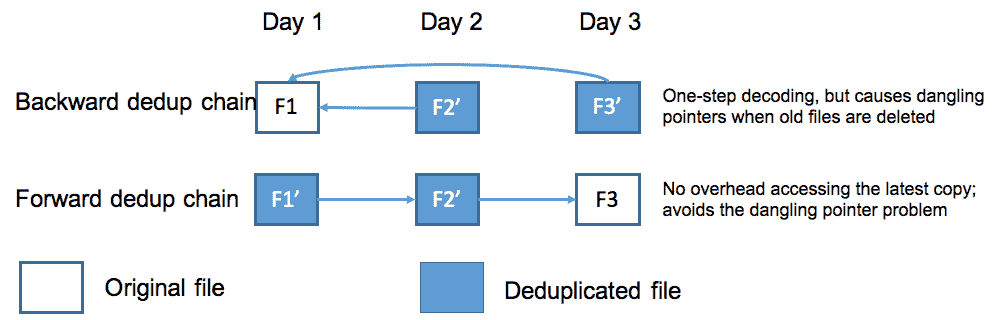 Day 1 Day 2 Day 3
Backward dedup chain F1 F2’ F3’ One-step decoding, but causes dangling
pointers when old files are deleted
Forward dedup chain F1’ F2’ F3 No overhead accessing the latest copy;
avoids the dangling pointer problem
Original file Deduplicated file